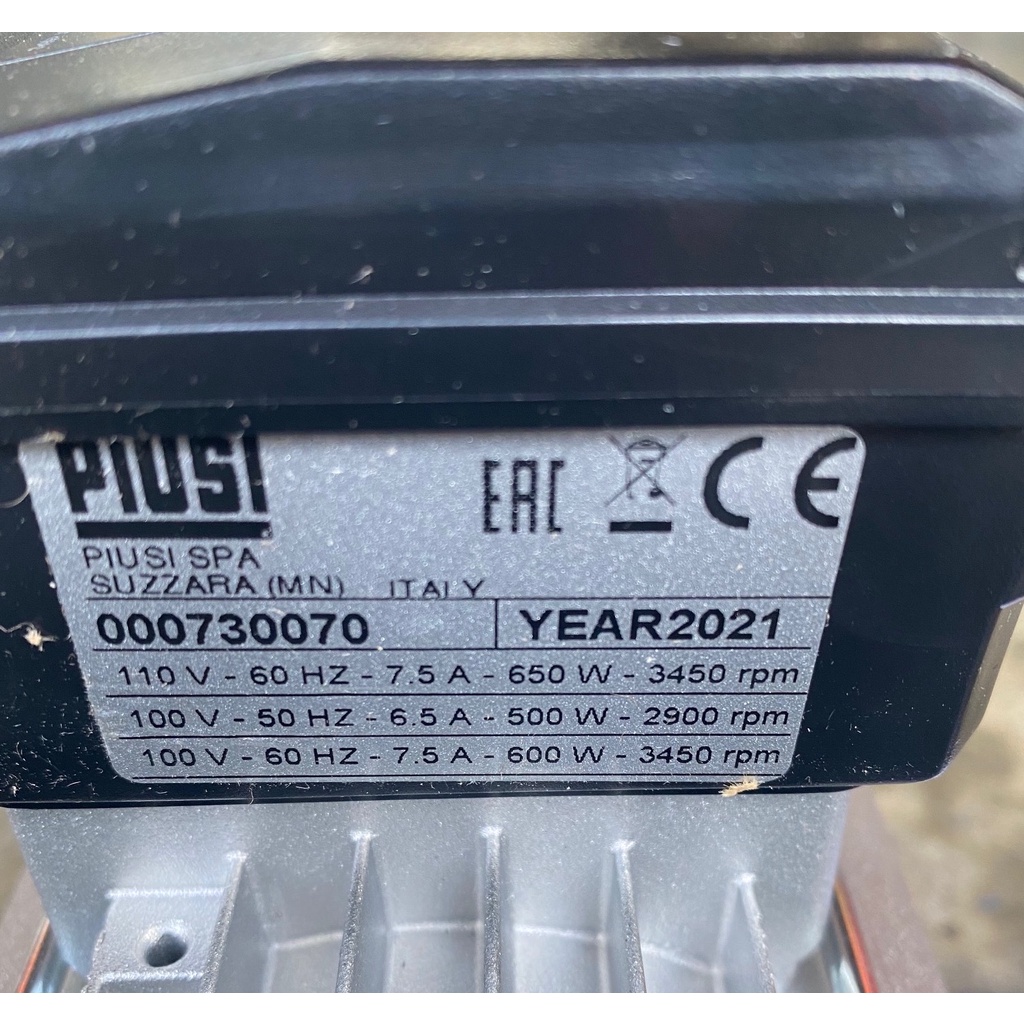 PIUSI
EAC CE
PIUSI SPA
SUZZARA (MN) ITALY
000730070 YEAR2021
110 V - 60 HZ - 7.5 A - 650 W - 3450 rpm
100 V - 50 HZ - 6.5 A - 500 W - 2900 rpm
100 V - 60 HZ - 7.5 A - 600 W - 3450 rpm